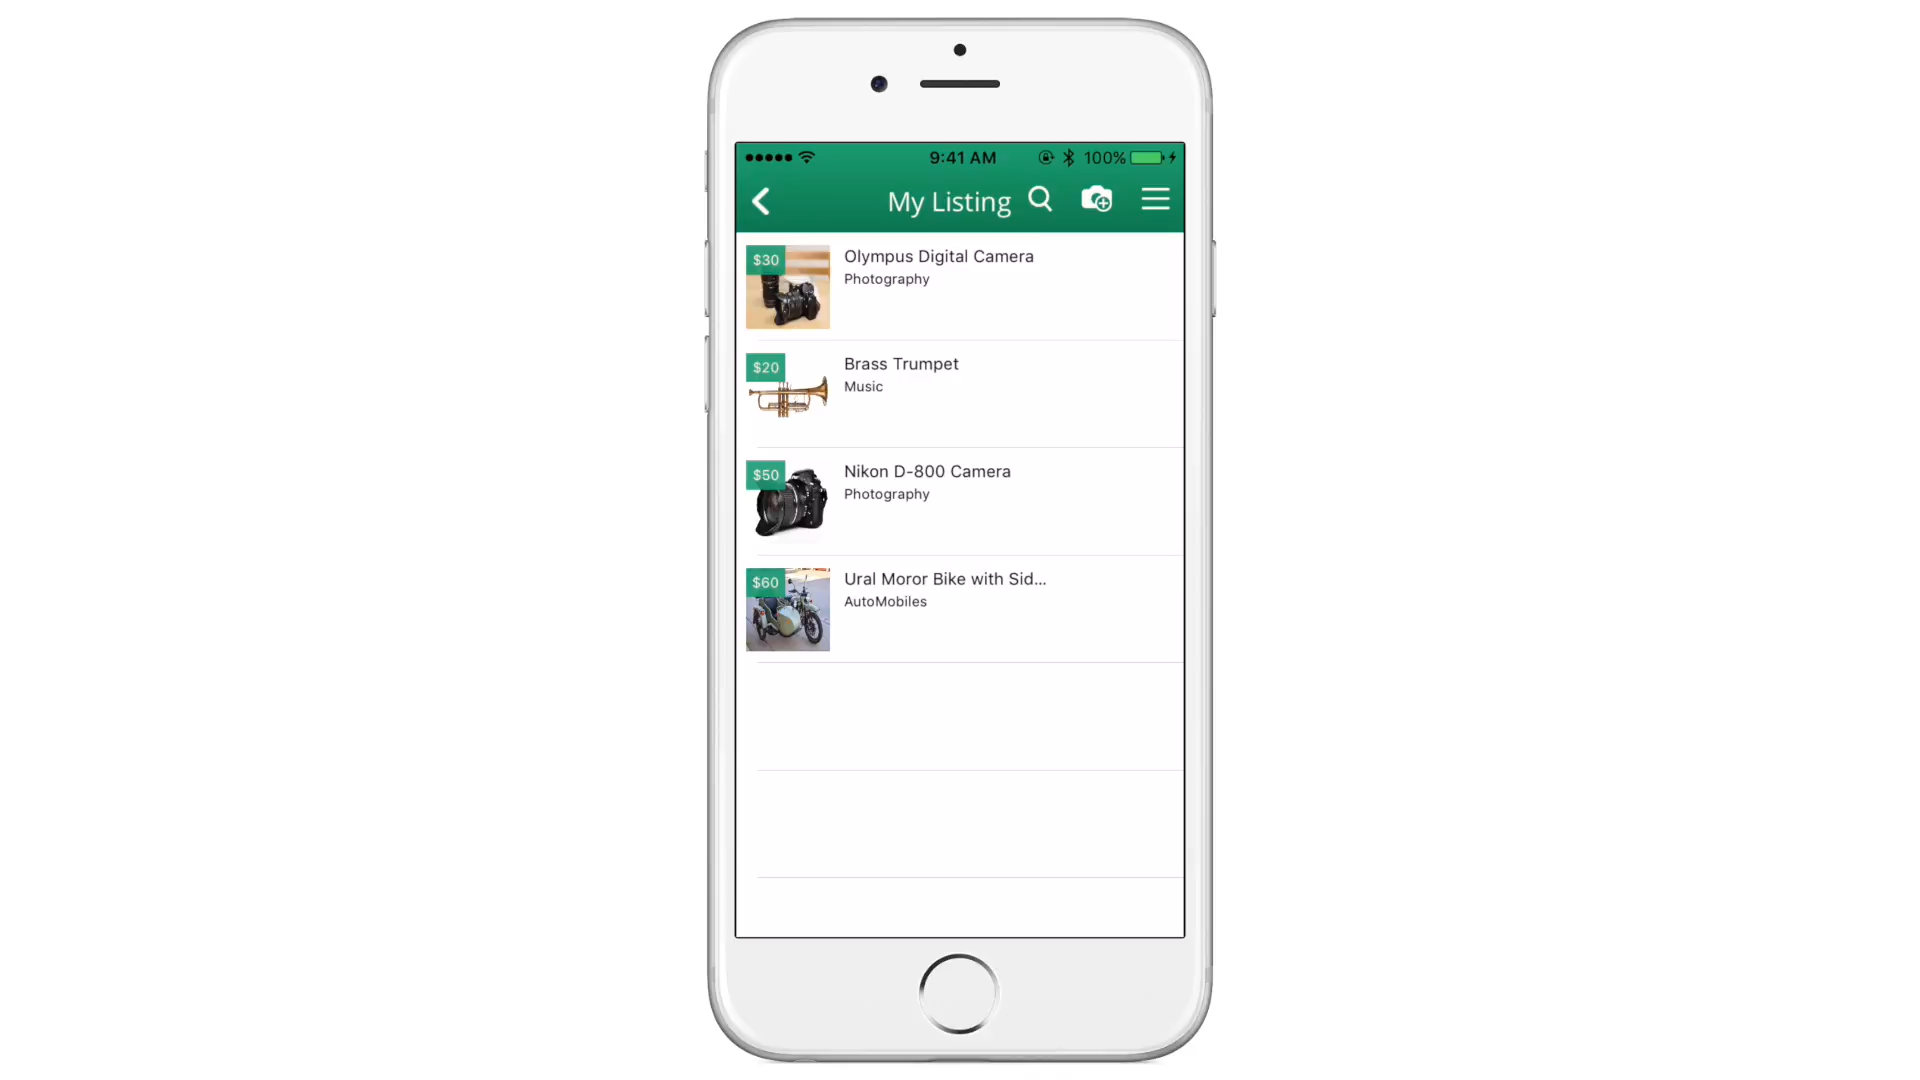 9:41 AM 100%
My Listing
$30
Olympus Digital Camera
Photography
$20
Brass Trumpet
Music
$50
Nikon D-800 Camera
Photography
$60
Ural Moror Bike with Sid...
AutoMobiles